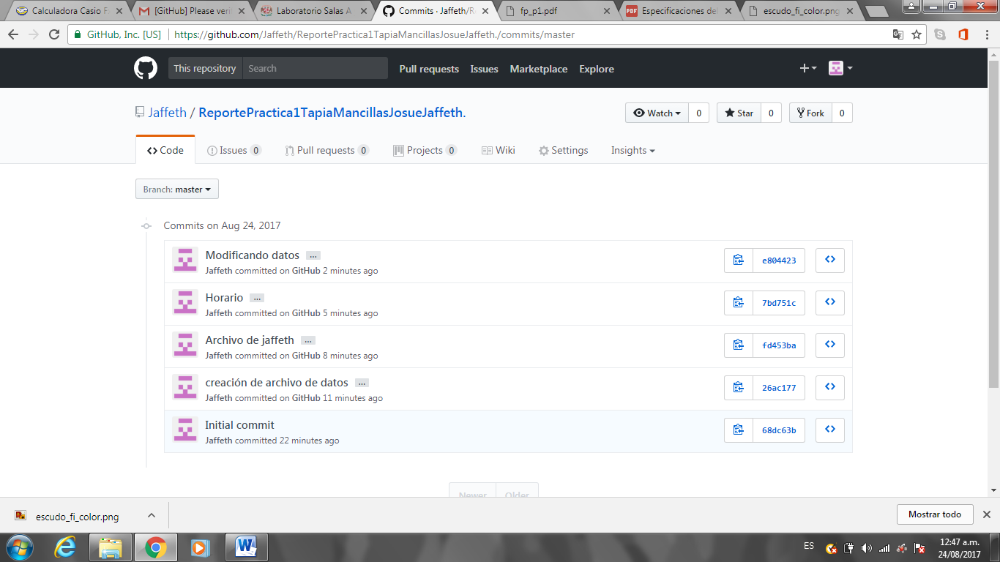 Calculadora Casio F
[GitHub] Please veri
Laboratorio Salas A
Commits · Jaffeth/R
fp_p1.pdf
Especificaciones del
escudo_fi_color.png
GitHub, Inc. [US]
https://github.com/Jaffeth/ReportePractica1TapiaMancillasJosueJaffeth./commits/master
This repository
Search
Pull requests
Issues
Marketplace
Explore
Jaffeth / ReportePractica1TapiaMancillasJosueJaffeth.
Watch 0
Star 0
Fork 0
Code
Issues 0
Pull requests 0
Projects 0
Wiki
Settings
Insights
Branch: master
Commits on Aug 24, 2017
Modificando datos ...
e804423
Jaffeth committed on GitHub 2 minutes ago
Horario ...
7bd751c
Jaffeth committed on GitHub 5 minutes ago
Archivo de jaffeth ...
fd453ba
Jaffeth committed on GitHub 8 minutes ago
creación de archivo de datos ...
26ac177
Jaffeth committed on GitHub 11 minutes ago
Initial commit
68dc63b
Jaffeth committed 22 minutes ago
Newer
Older
escudo_fi_color.png
Mostrar todo
ES
12:47 a.m.
24/08/2017